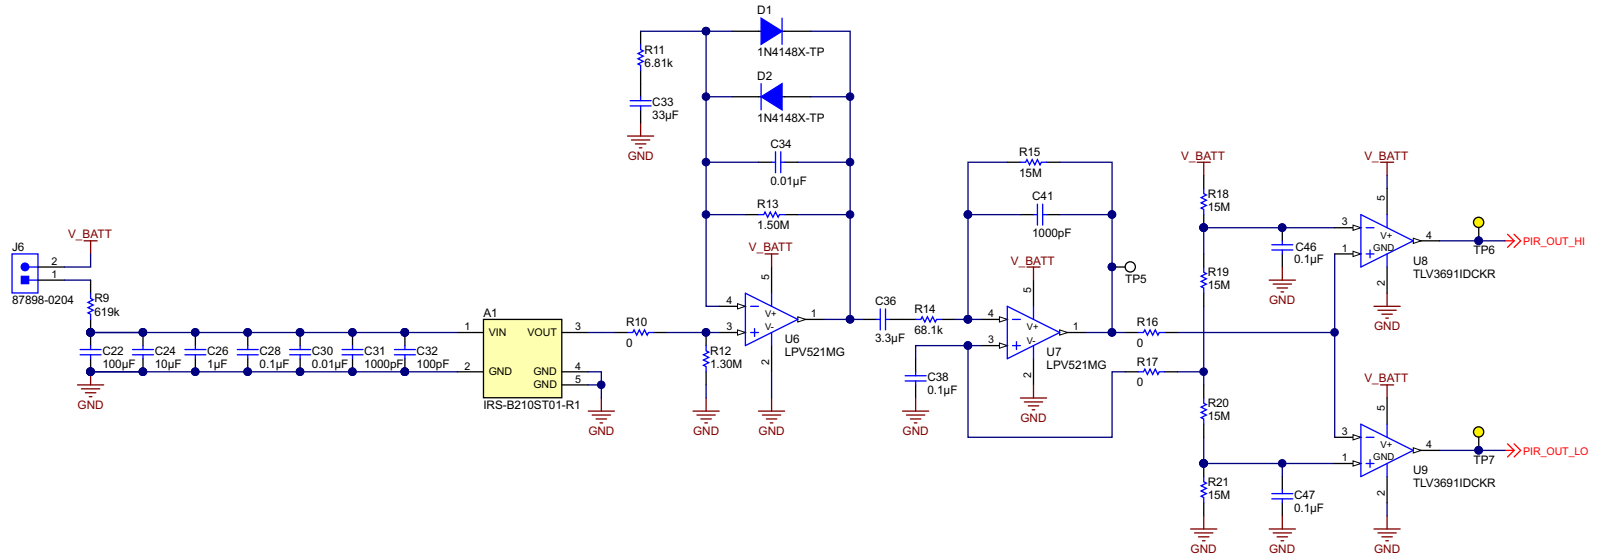 J6
V_BATT
2
1
87898-0204
R9
619k
C22
100µF
C24
10µF
C26
1µF
C28
0.1µF
C30
0.01µF
C31
1000pF
C32
100pF
GND
A1
1
VIN
VOUT
3
2
GND
GND
4
GND
5
IRS-B210ST01-R1
GND
R10
0
R12
1.30M
GND
R11
6.81k
C33
33µF
GND
D1
1N4148X-TP
D2
1N4148X-TP
C34
0.01µF
R13
1.50M
V_BATT
5
4
V+
1
3
V-
2
U6
LPV521MG
GND
C36
3.3µF
R14
68.1k
C38
0.1µF
GND
R15
15M
C41
1000pF
V_BATT
5
4
V+
1
3
V-
2
U7
LPV521MG
GND
TP5
R16
0
R17
0
V_BATT
R18
15M
R19
15M
R20
15M
R21
15M
GND
C46
0.1µF
GND
C47
0.1µF
GND
V_BATT
5
3
V+
GND
1
4
2
U8
TLV3691IDCKR
GND
TP6
PIR_OUT_HI
V_BATT
5
3
V+
GND
1
4
2
U9
TLV3691IDCKR
GND
TP7
PIR_OUT_LO